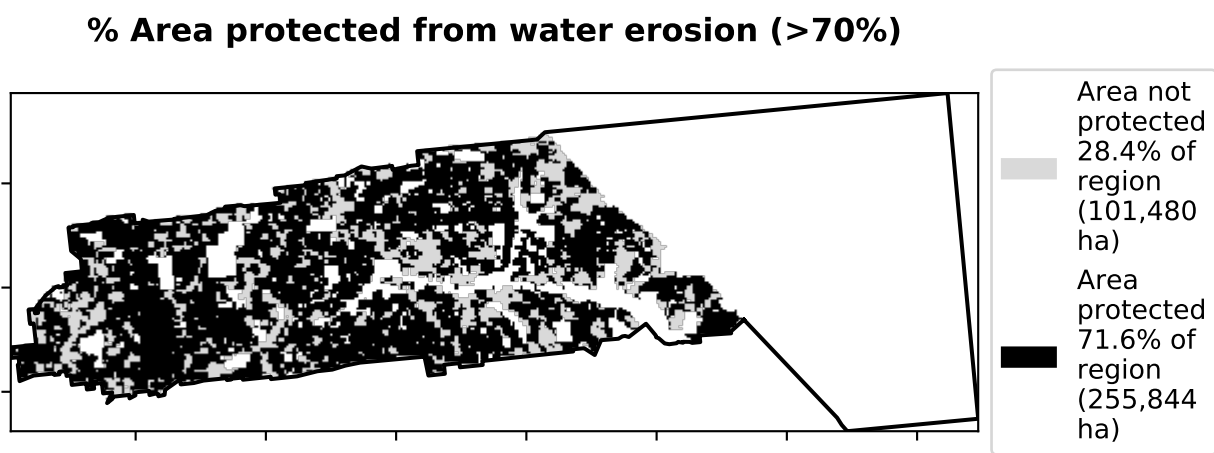 % Area protected from water erosion (>70%)
Area not
protected
28.4% of
region
(101,480
ha)
Area
protected
71.6% of
region
(255,844
ha)